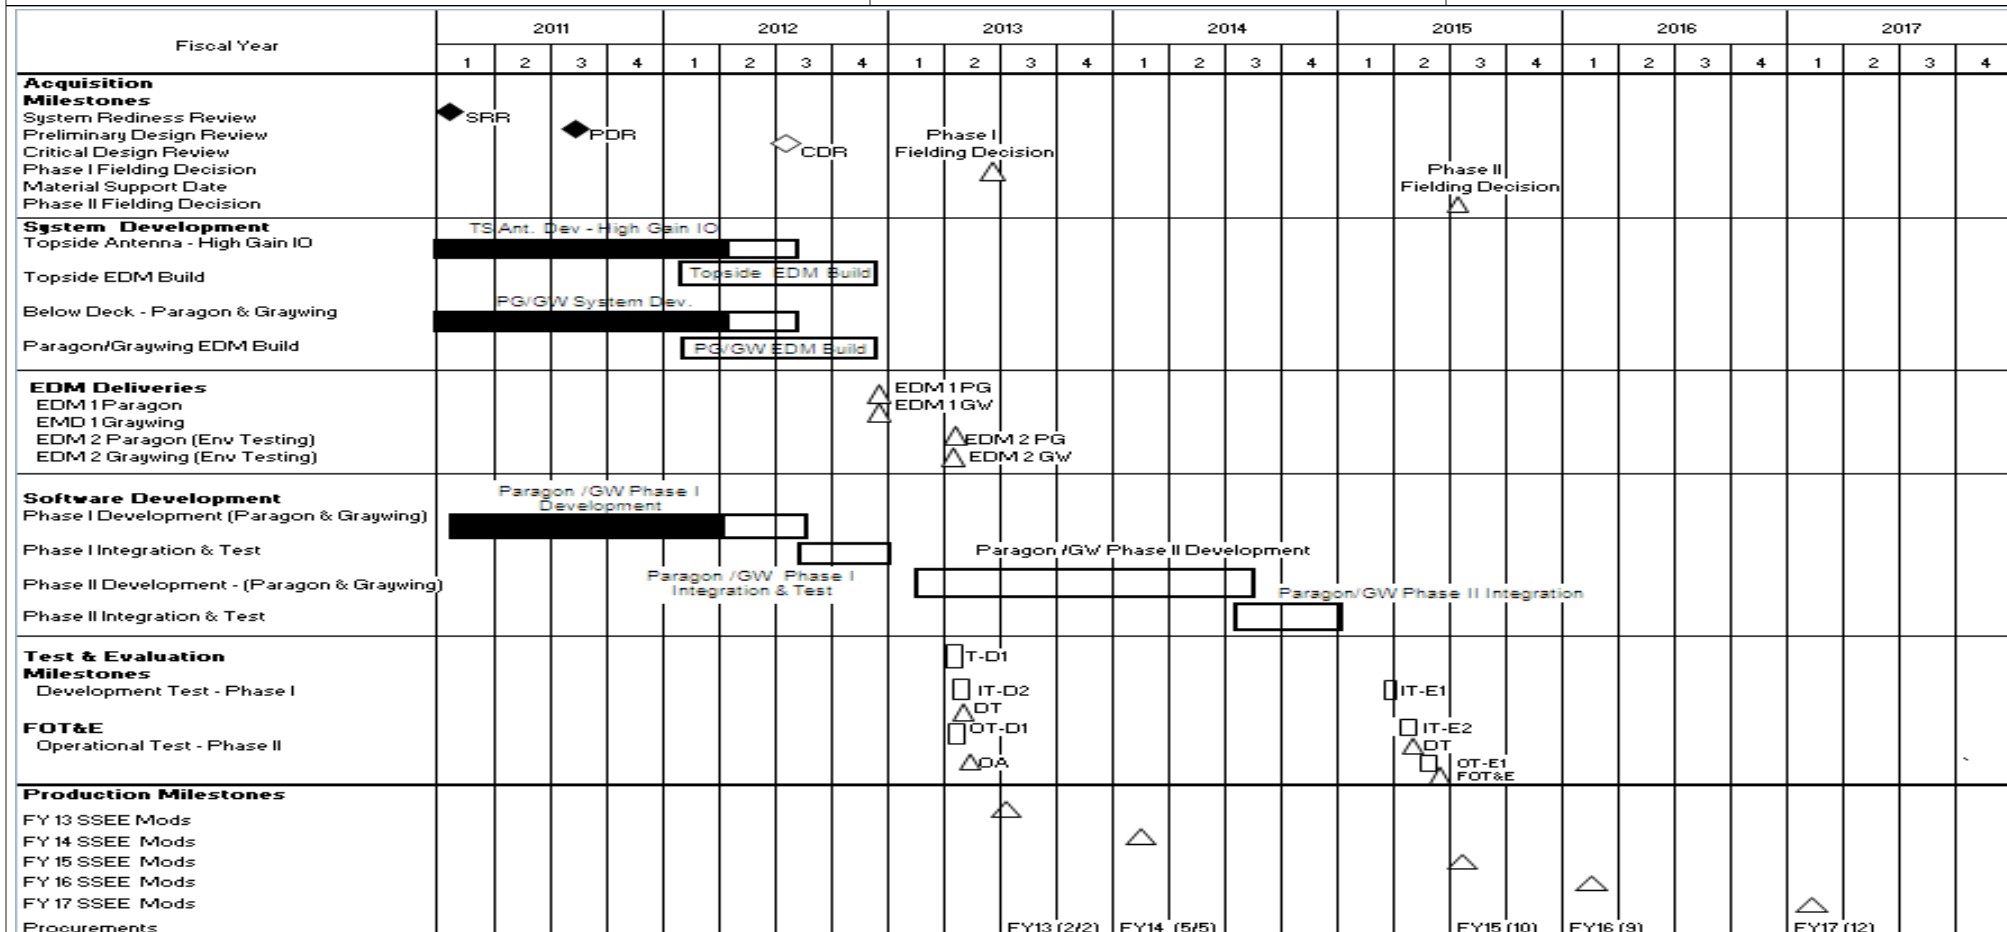 Fiscal Year
2011 2012 2013 2014 2015 2016 2017
1 2 3 4 1 2 3 4 1 2 3 4 1 2 3 4 1 2 3 4 1 2 3 4 1 2 3 4
Acquisition
Milestones
System Rediness Review
SRR
Preliminary Design Review
PDR
Phase I
Critical Design Review
CDR
Fielding Decision
Phase I Fielding Decision
Phase II
Material Support Date
Fielding Decision
Phase II Fielding Decision
System Development
TS Ant. Dev - High Gain IO
Topside Antenna - High Gain IO
Topside EDM Build
Topside EDM Build
PG/GW System Dev.
Below Deck - Paragon & Graywing
Paragon/Graywing EDM Build
PG/GW EDM Build
EDM Deliveries
EDM 1 PG
EDM 1 Paragon
EDM 1 GW
EMD 1 Graywing
EDM 2 Paragon (Env Testing)
EDM 2 PG
EDM 2 Graywing (Env Testing)
EDM 2 GW
Software Development
Paragon /GW Phase I
Development
Phase I Development (Paragon & Graywing)
Phase I Integration & Test
Paragon /GW Phase II Development
Paragon /GW Phase I
Integration & Test
Phase II Development - (Paragon & Graywing)
Paragon/GW Phase II Integration
Phase II Integration & Test
Test & Evaluation
T-D1
Milestones
Development Test - Phase I
IT-D2
IT-E1
DT
FOT&E
OT-D1
IT-E2
Operational Test - Phase II
DT
OA
OT-E1
FOT&E
Production Milestones
FY 13 SSEE Mods
FY 14 SSEE Mods
FY 15 SSEE Mods
FY 16 SSEE Mods
FY 17 SSEE Mods
Procurements
FY13 (2/2) FY14 (5/5) FY15 (10) FY16 (9) FY17 (12)